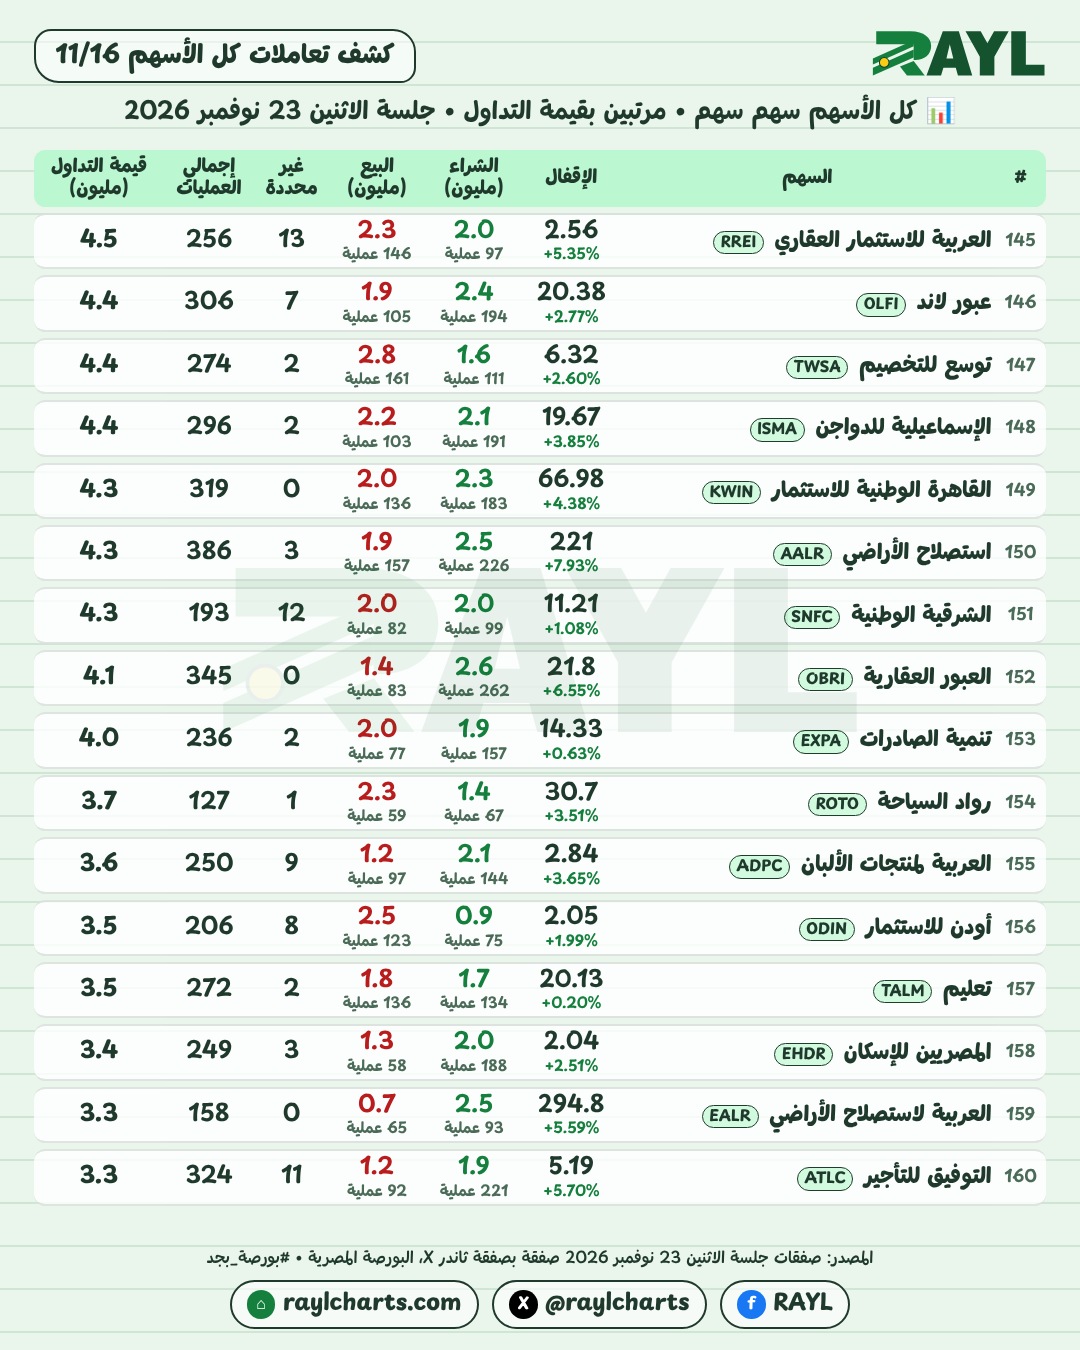 RAYL
كشف تعاملات كل الأسهم 11/16
📊 كل الأسهم سهم سهم • مرتبين بقيمة التداول • جلسة الاثنين 23 نوفمبر 2026
# السهم الإقفال الشراء (مليون) البيع (مليون) غير محددة إجمالي العمليات قيمة التداول (مليون)
145 العربية للاستثمار العقاري RREI 2.56 +5.35% 2.0 97 عملية 2.3 146 عملية 13 256 4.5
146 عبور لاند OLFI 20.38 +2.77% 2.4 194 عملية 1.9 105 عملية 7 306 4.4
147 توسع للتخصيم TWSA 6.32 +2.60% 1.6 111 عملية 2.8 161 عملية 2 274 4.4
148 الإسماعيلية للدواجن ISMA 19.67 +3.85% 2.1 191 عملية 2.2 103 عملية 2 296 4.4
149 القاهرة الوطنية للاستثمار KWIN 66.98 +4.38% 2.3 183 عملية 2.0 136 عملية 0 319 4.3
150 استصلاح الأراضي AALR 221 +7.93% 2.5 226 عملية 1.9 157 عملية 3 386 4.3
151 الشرقية الوطنية SNFC 11.21 +1.08% 2.0 99 عملية 2.0 82 عملية 12 193 4.3
152 العبور العقارية OBRI 21.8 +6.55% 2.6 262 عملية 1.4 83 عملية 0 345 4.1
153 تنمية الصادرات EXPA 14.33 +0.63% 1.9 157 عملية 2.0 77 عملية 2 236 4.0
154 رواد السياحة ROTO 30.7 +3.51% 1.4 67 عملية 2.3 59 عملية 1 127 3.7
155 العربية لمنتجات الألبان ADPC 2.84 +3.65% 2.1 144 عملية 1.2 97 عملية 9 250 3.6
156 أودن للاستثمار ODIN 2.05 +1.99% 0.9 75 عملية 2.5 123 عملية 8 206 3.5
157 تعليم TALM 20.13 +0.20% 1.7 134 عملية 1.8 136 عملية 2 272 3.5
158 المصريين للإسكان EHDR 2.04 +2.51% 2.0 188 عملية 1.3 58 عملية 3 249 3.4
159 العربية لاستصلاح الأراضي EALR 294.8 +5.59% 2.5 93 عملية 0.7 65 عملية 0 158 3.3
160 التوفيق للتأجير ATLC 5.19 +5.70% 1.9 221 عملية 1.2 92 عملية 11 324 3.3
المصدر: صفقات جلسة الاثنين 23 نوفمبر 2026 صفقة بصفقة ثاندر X، البورصة المصرية • #بورصة_بجد
raylcharts.com @raylcharts RAYL